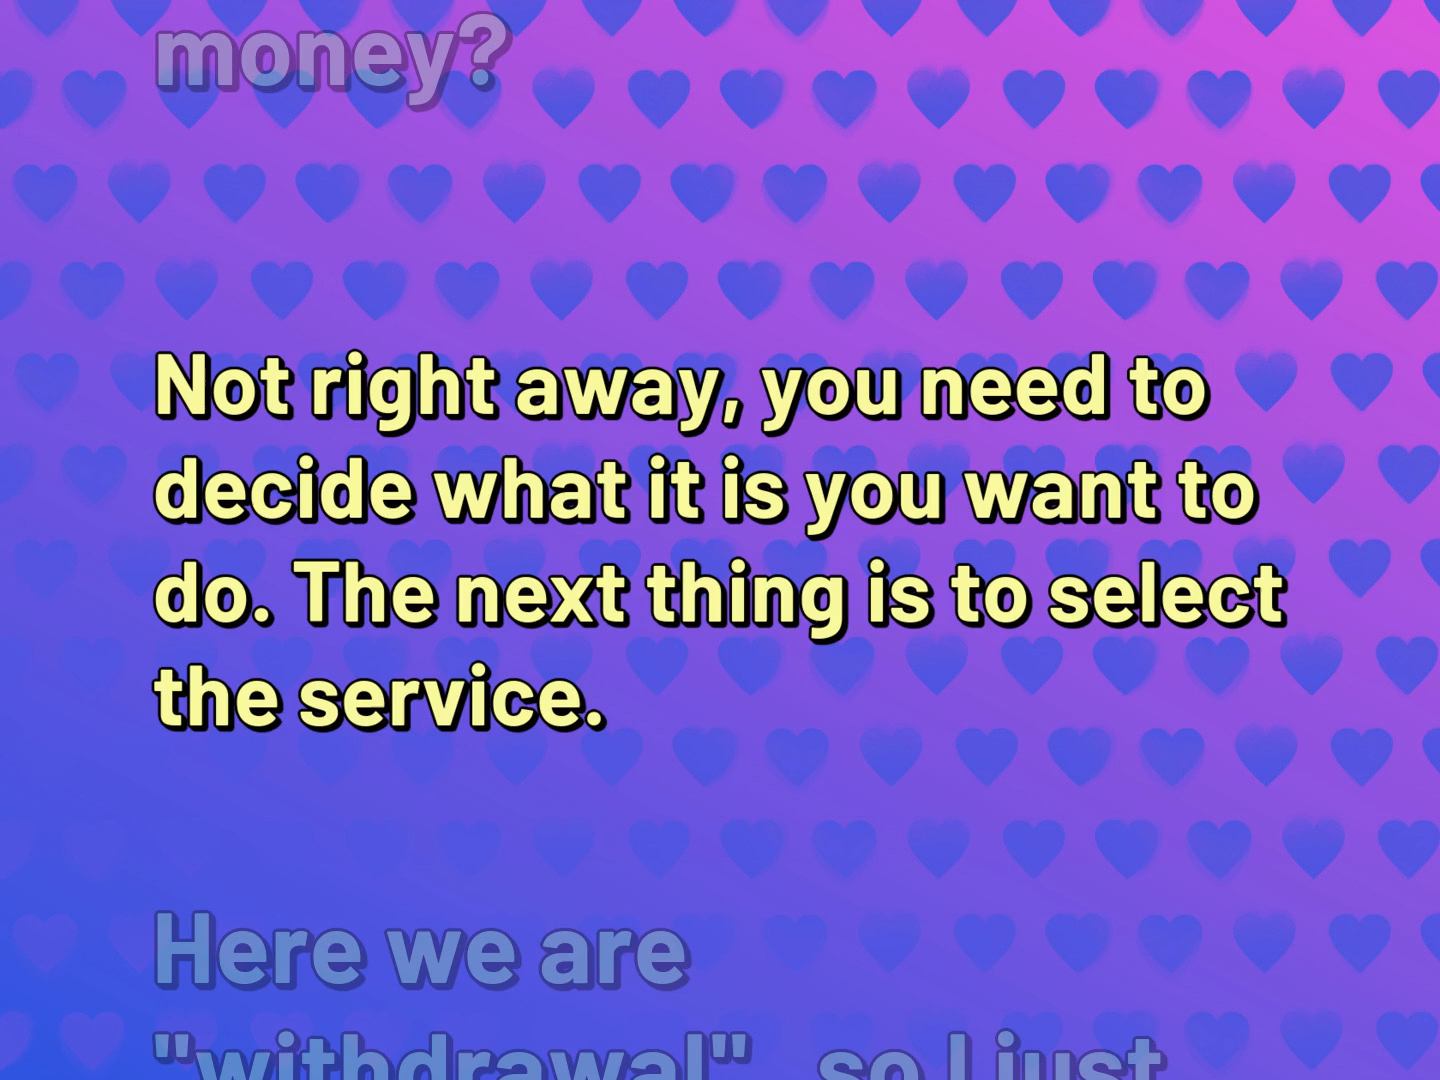 money?
Not right away, you need to
decide what it is you want to
do. The next thing is to select
the service.
Here we are
"withdrawal" , so I just